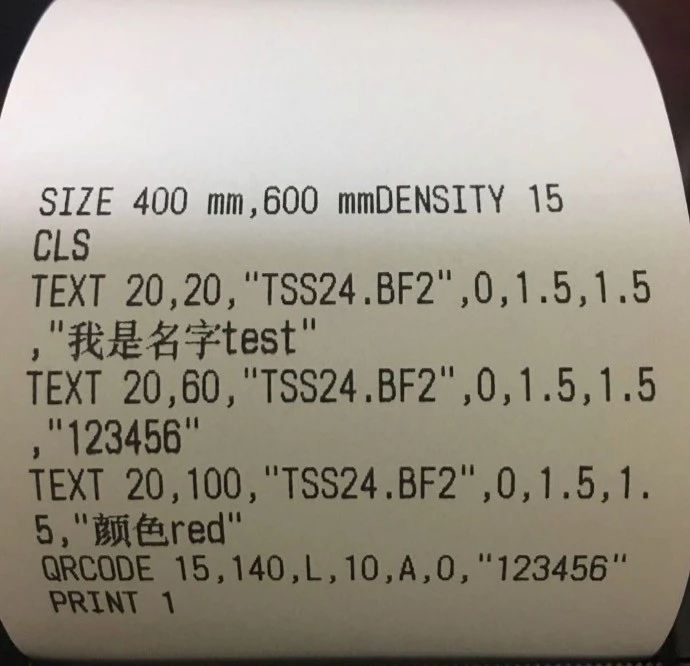 SIZE 400 mm,600 mmDENSITY 15
CLS
TEXT 20,20,"TSS24.BF2",0,1.5,1.5
,"我是名字test"
TEXT 20,60,"TSS24.BF2",0,1.5,1.5
,"123456"
TEXT 20,100,"TSS24.BF2",0,1.5,1.
5,"颜色red"
QRCODE 15,140,L,10,A,0,"123456"
PRINT 1